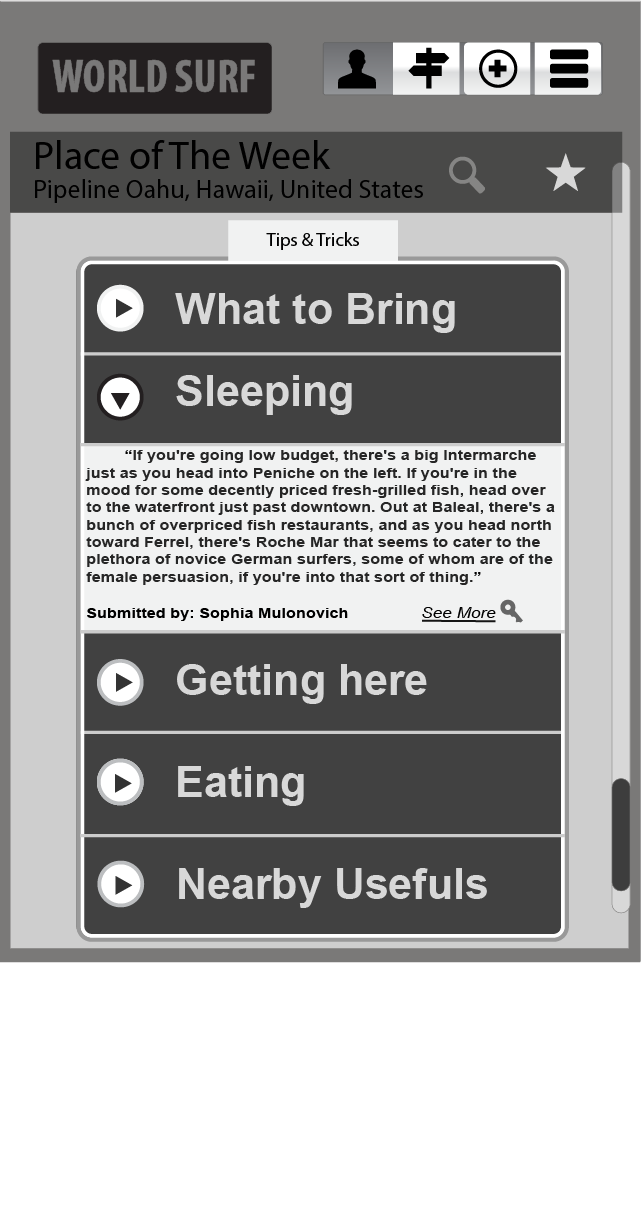 WORLD SURF
Place of The Week
Pipeline Oahu, Hawaii, United States
Tips & Tricks
What to Bring
Sleeping
“If you're going low budget, there's a big Intermarche
just as you head into Peniche on the left. If you're in the
mood for some decently priced fresh-grilled fish, head over
to the waterfront just past downtown. Out at Baleal, there's a
bunch of overpriced fish restaurants, and as you head north
toward Ferrel, there's Roche Mar that seems to cater to the
plethora of novice German surfers, some of whom are of the
female persuasion, if you're into that sort of thing.”
Submitted by: Sophia Mulonovich See More
Getting here
Eating
Nearby Usefuls